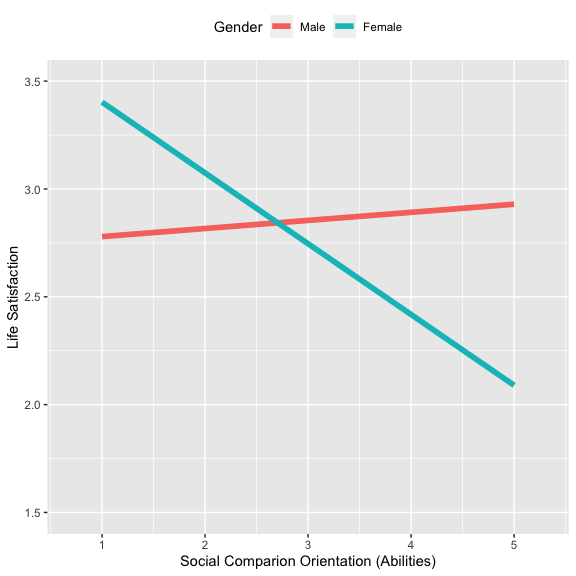 Gender Male Female
3.5
3.0
2.5
2.0
1.5
Life Satisfaction
1 2 3 4 5
Social Comparion Orientation (Abilities)